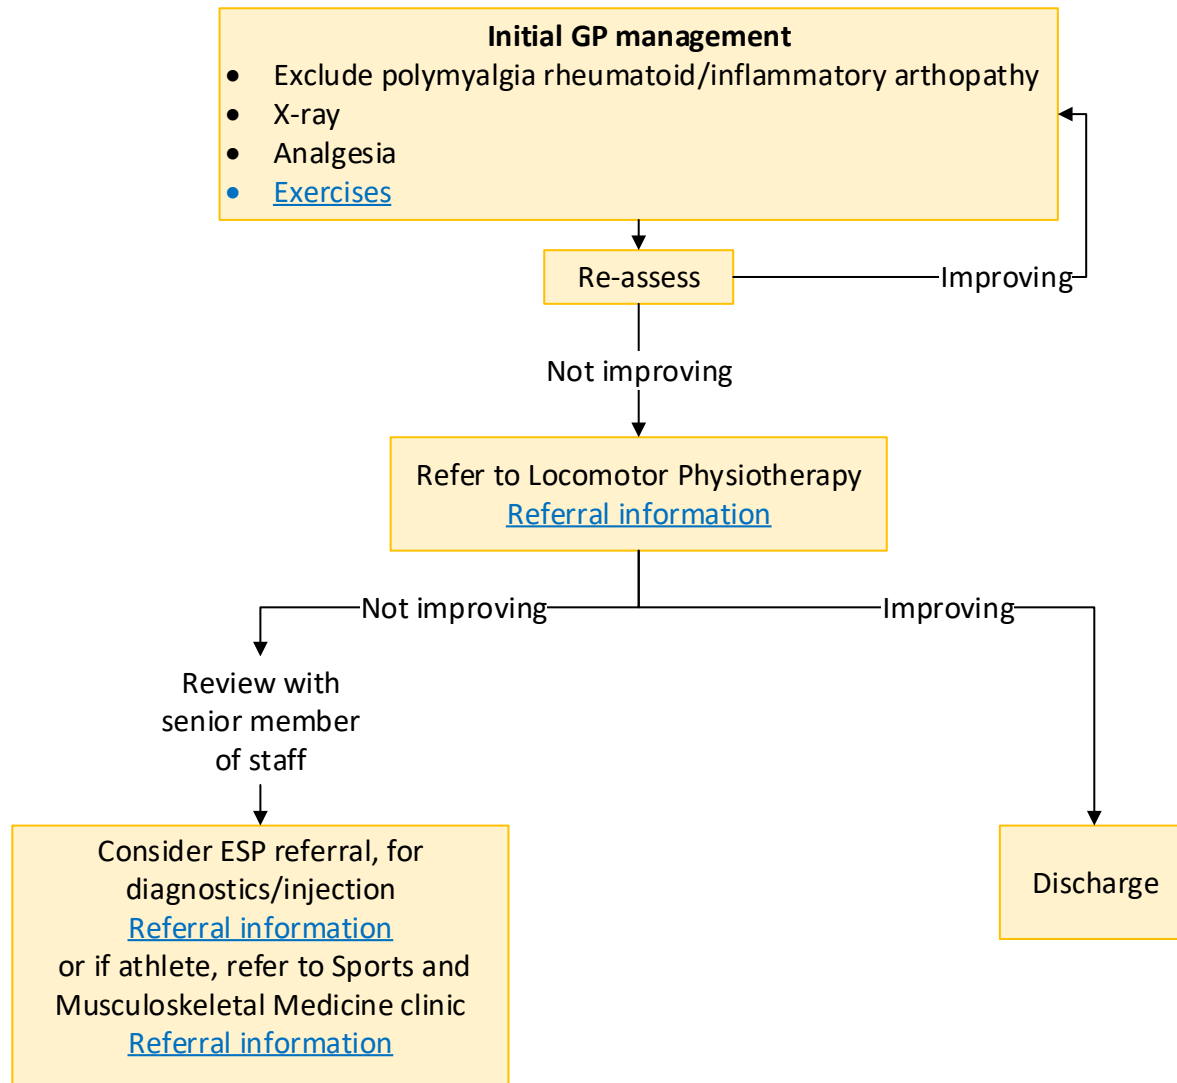 Initial GP management
• Exclude polymyalgia rheumatoid/inflammatory arthopathy
• X-ray
• Analgesia
• Exercises
Re-assess
Improving
Not improving
Refer to Locomotor Physiotherapy
Referral information
Not improving
Improving
Review with
senior member
of staff
Consider ESP referral, for
diagnostics/injection
Referral information
or if athlete, refer to Sports and
Musculoskeletal Medicine clinic
Referral information
Discharge